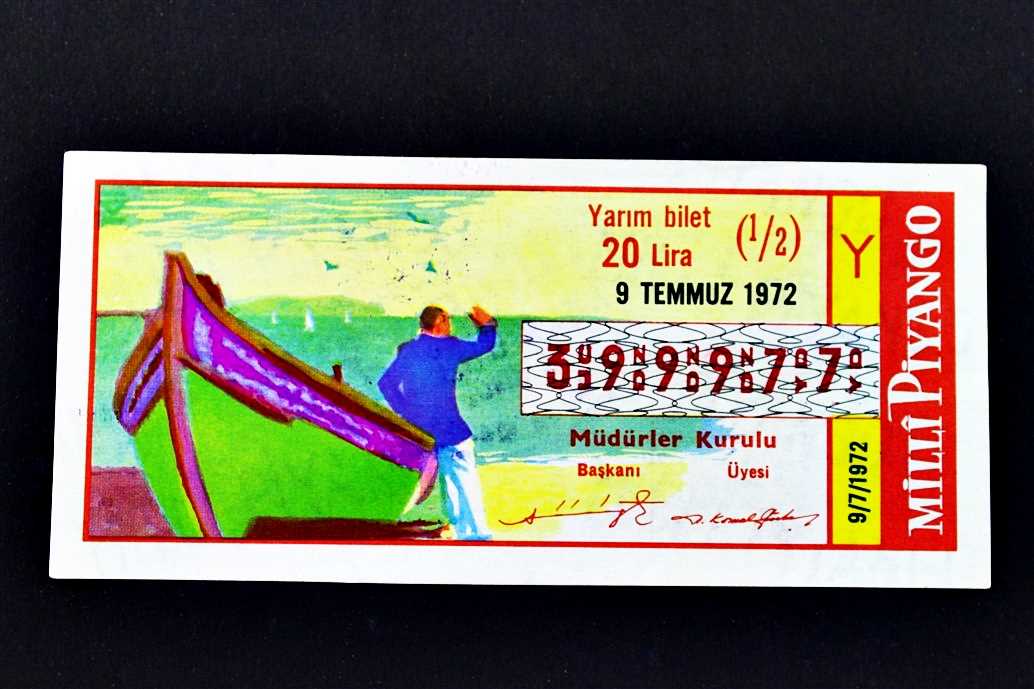 Yarım bilet (1/2)
20 Lira
9 TEMMUZ 1972
399977
Müdürler Kurulu
Başkanı Üyesi
Y
9/7/1972
MİLLÎ PİYANGO